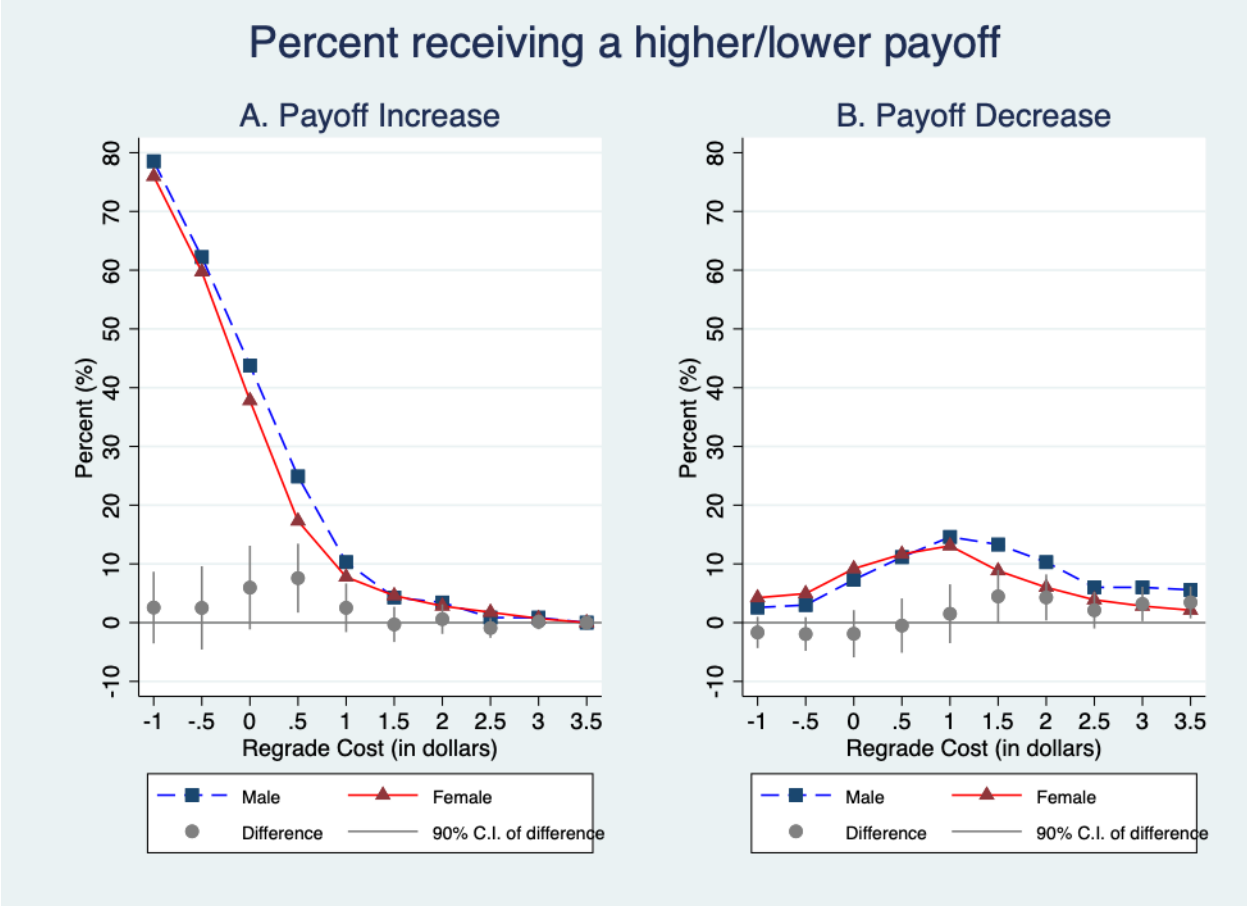 Percent receiving a higher/lower payoff
A. Payoff Increase
Percent (%)
80
70
60
50
40
30
20
10
0
-10
-1 -.5 0 .5 1 1.5 2 2.5 3 3.5
Regrade Cost (in dollars)
Male Female
Difference 90% C.I. of difference
B. Payoff Decrease
Percent (%)
80
70
60
50
40
30
20
10
0
-10
-1 -.5 0 .5 1 1.5 2 2.5 3 3.5
Regrade Cost (in dollars)
Male Female
Difference 90% C.I. of difference